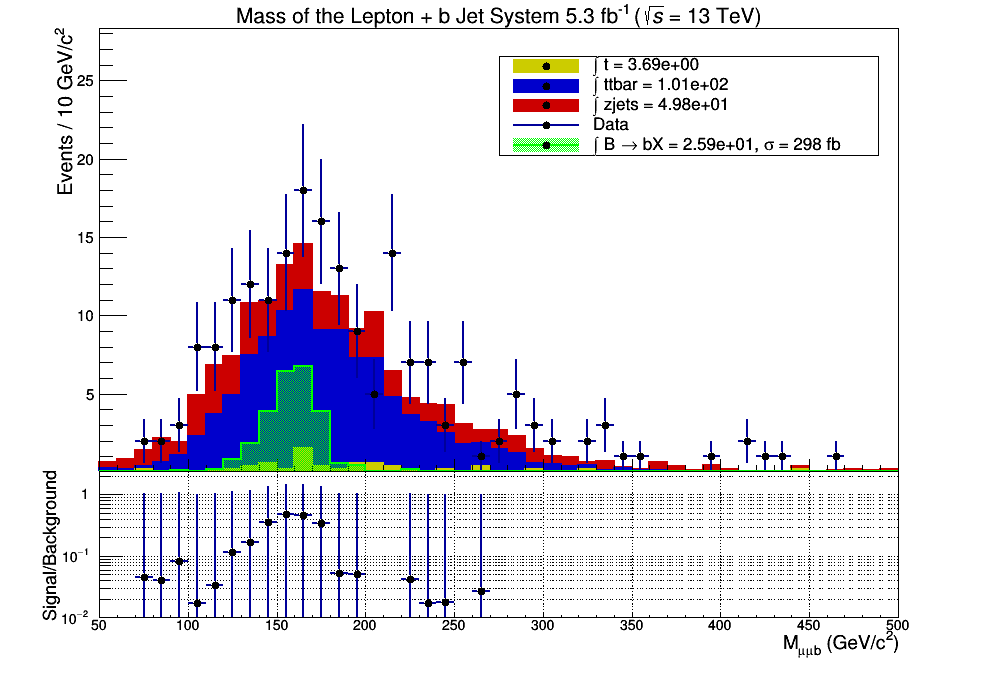 Mass of the Lepton + b Jet System 5.3 fb⁻¹ (√s = 13 TeV)
Events / 10 GeV/c²
25
20
15
10
5
∫ t = 3.69e+00
∫ ttbar = 1.01e+02
∫ zjets = 4.98e+01
Data
∫ B → bX = 2.59e+01, σ = 298 fb
Signal/Background
1
10⁻¹
10⁻²
50 100 150 200 250 300 350 400 450 500
M_μμb (GeV/c²)